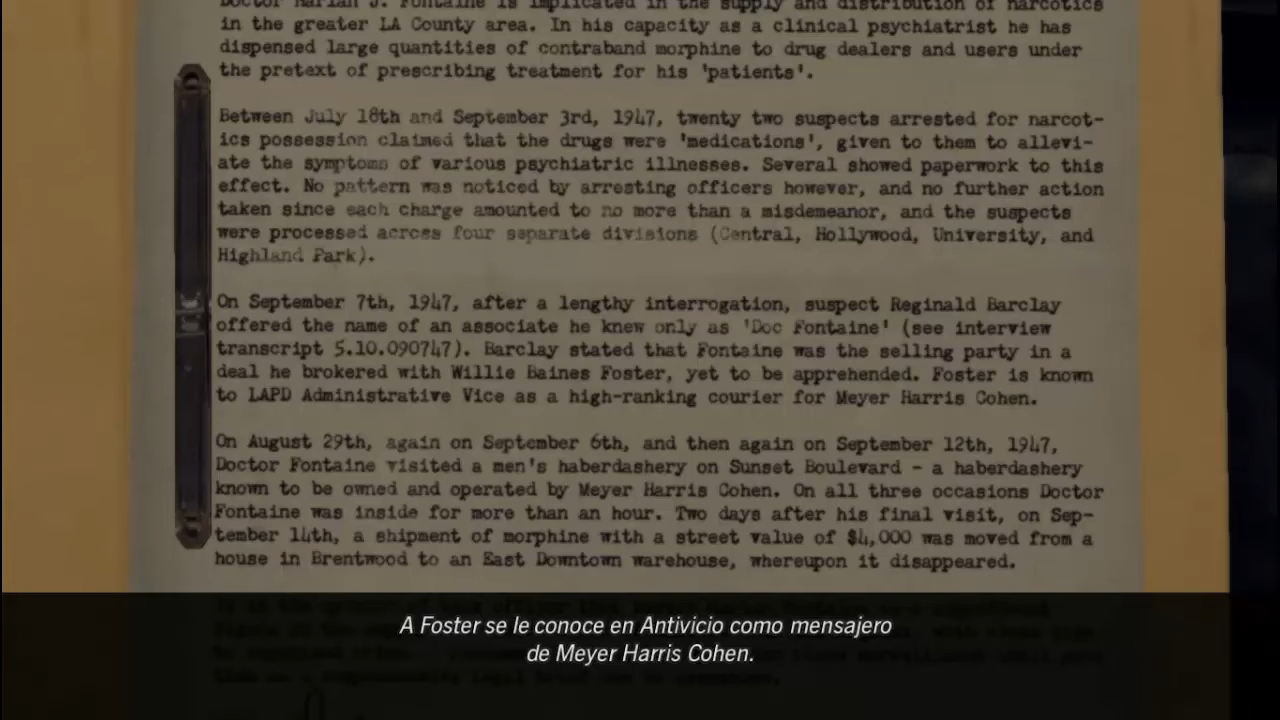 Doctor Harlan J. Fontaine is implicated in the supply and distribution of narcotics
in the greater LA County area. In his capacity as a clinical psychiatrist he has
dispensed large quantities of contraband morphine to drug dealers and users under
the pretext of prescribing treatment for his 'patients'.
Between July 18th and September 3rd, 1947, twenty two suspects arrested for narcot-
ics possession claimed that the drugs were 'medications', given to them to allevi-
ate the symptoms of various psychiatric illnesses. Several showed paperwork to this
effect. No pattern was noticed by arresting officers however, and no further action
taken since each charge amounted to no more than a misdemeanor, and the suspects
were processed across four separate divisions (Central, Hollywood, University, and
Highland Park).
On September 7th, 1947, after a lengthy interrogation, suspect Reginald Barclay
offered the name of an associate he knew only as 'Doc Fontaine' (see interview
transcript 5.10.090747). Barclay stated that Fontaine was the selling party in a
deal he brokered with Willie Baines Foster, yet to be apprehended. Foster is known
to LAPD Administrative Vice as a high-ranking courier for Meyer Harris Cohen.
On August 29th, again on September 6th, and then again on September 12th, 1947,
Doctor Fontaine visited a men's haberdashery on Sunset Boulevard - a haberdashery
known to be owned and operated by Meyer Harris Cohen. On all three occasions Doctor
Fontaine was inside for more than an hour. Two days after his final visit, on Sep-
tember 14th, a shipment of morphine with a street value of $4,000 was moved from a
house in Brentwood to an East Downtown warehouse, whereupon it disappeared.
A Foster se le conoce en Antivicio como mensajero
de Meyer Harris Cohen.